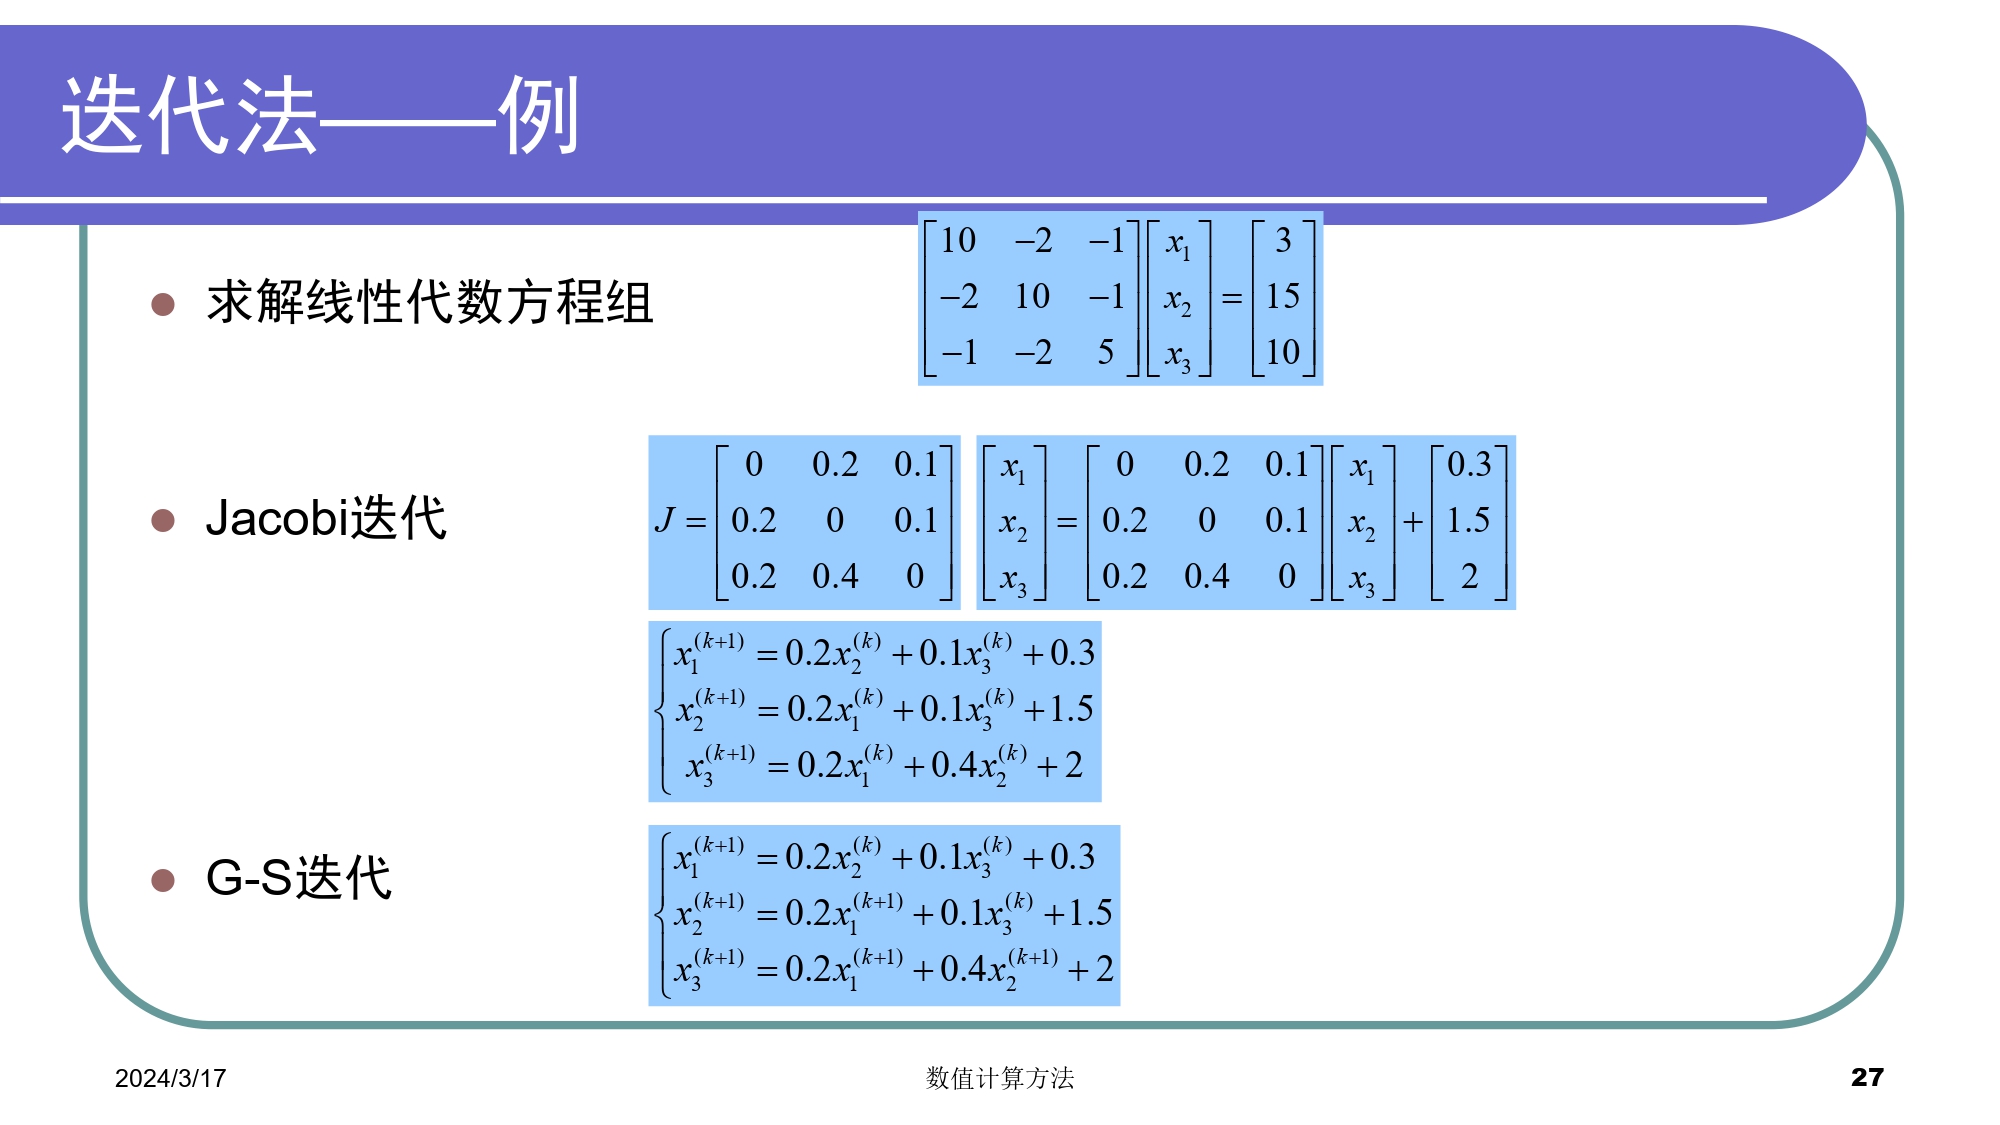 迭代法——例
求解线性代数方程组
\begin{bmatrix} 10 & -2 & -1 \\ -2 & 10 & -1 \\ -1 & -2 & 5 \end{bmatrix} \begin{bmatrix} x_1 \\ x_2 \\ x_3 \end{bmatrix} = \begin{bmatrix} 3 \\ 15 \\ 10 \end{bmatrix}
Jacobi迭代
J = \begin{bmatrix} 0 & 0.2 & 0.1 \\ 0.2 & 0 & 0.1 \\ 0.2 & 0.4 & 0 \end{bmatrix}
\begin{bmatrix} x_1 \\ x_2 \\ x_3 \end{bmatrix} = \begin{bmatrix} 0 & 0.2 & 0.1 \\ 0.2 & 0 & 0.1 \\ 0.2 & 0.4 & 0 \end{bmatrix} \begin{bmatrix} x_1 \\ x_2 \\ x_3 \end{bmatrix} + \begin{bmatrix} 0.3 \\ 1.5 \\ 2 \end{bmatrix}
x_1^{(k+1)} = 0.2x_2^{(k)} + 0.1x_3^{(k)} + 0.3
x_2^{(k+1)} = 0.2x_1^{(k)} + 0.1x_3^{(k)} + 1.5
x_3^{(k+1)} = 0.2x_1^{(k)} + 0.4x_2^{(k)} + 2
G-S迭代
x_1^{(k+1)} = 0.2x_2^{(k)} + 0.1x_3^{(k)} + 0.3
x_2^{(k+1)} = 0.2x_1^{(k+1)} + 0.1x_3^{(k)} + 1.5
x_3^{(k+1)} = 0.2x_1^{(k+1)} + 0.4x_2^{(k+1)} + 2
2024/3/17
数值计算方法
27